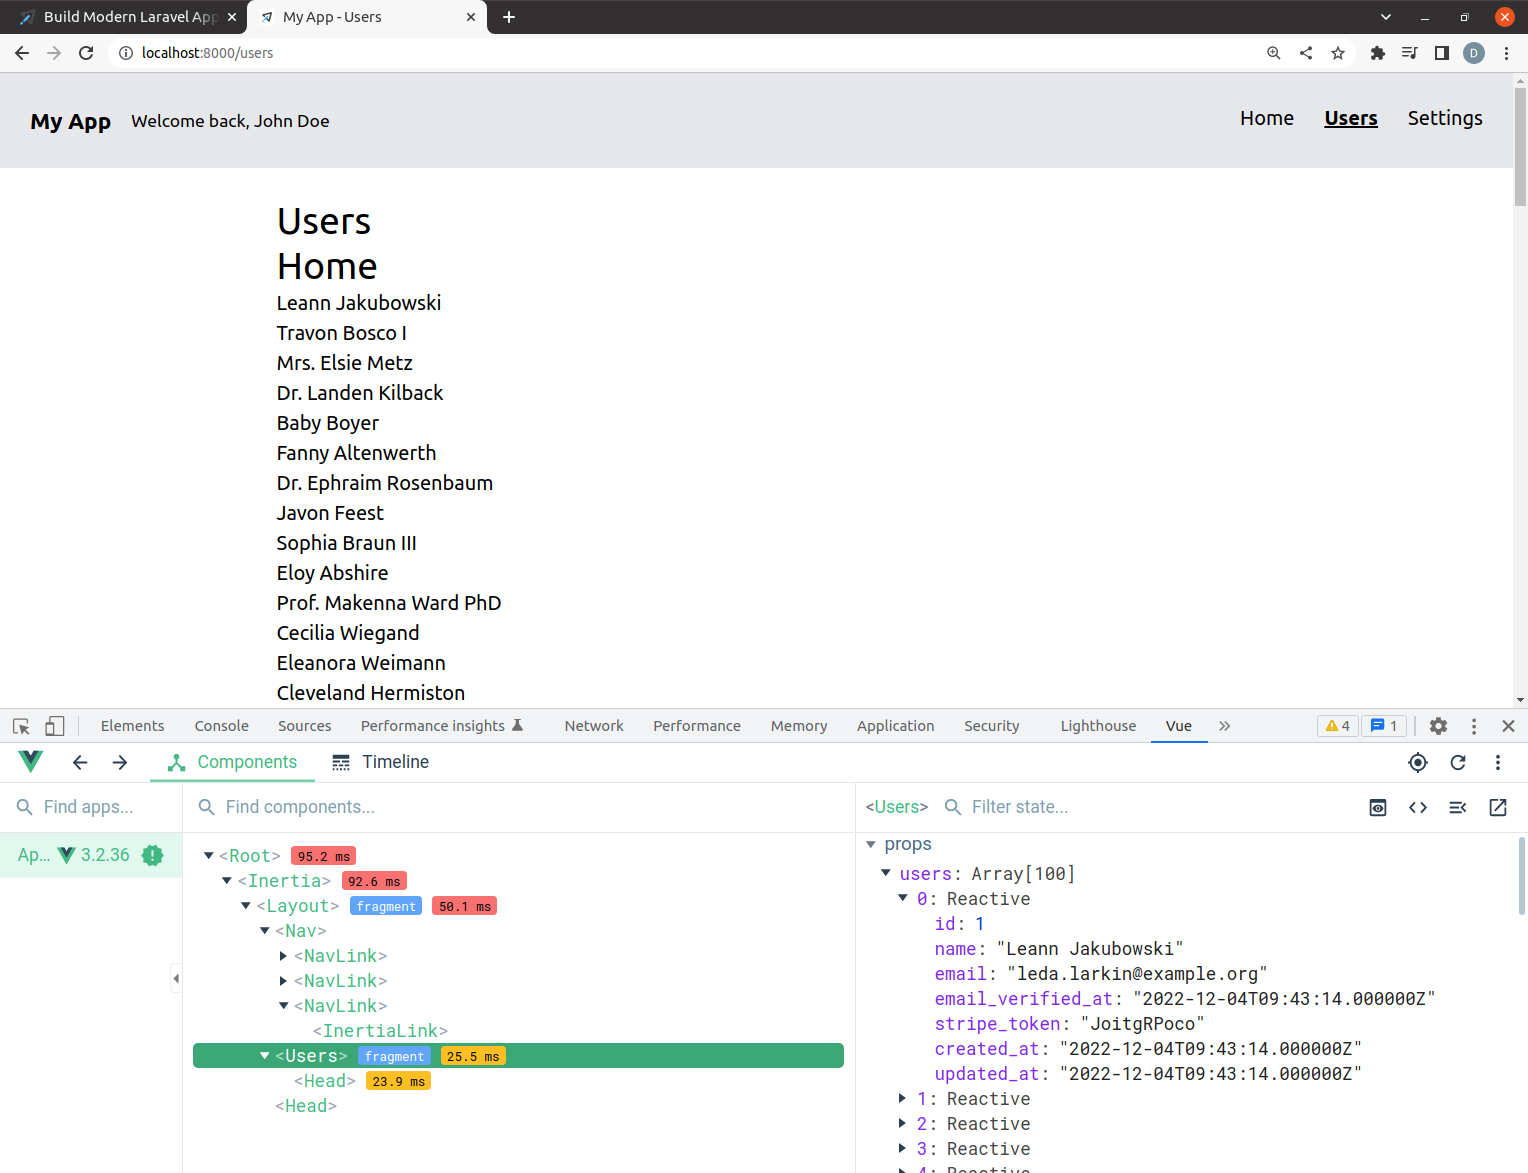 Build Modern Laravel App
My App - Users
localhost:8000/users
D
My App
Welcome back, John Doe
Home
Users
Settings
Users
Home
Leann Jakubowski
Travon Bosco I
Mrs. Elsie Metz
Dr. Landen Kilback
Baby Boyer
Fanny Altenwerth
Dr. Ephraim Rosenbaum
Javon Feest
Sophia Braun III
Eloy Abshire
Prof. Makenna Ward PhD
Cecilia Wiegand
Eleanora Weimann
Cleveland Hermiston
Elements Console Sources Performance insights Network Performance Memory Application Security Lighthouse Vue 4 1
Components Timeline
Find apps...
Find components...
<Users> Filter state...
Ap... 3.2.36
<Root> 95.2 ms
<Inertia> 92.6 ms
<Layout> fragment 50.1 ms
<Nav>
<NavLink>
<NavLink>
<NavLink>
<InertiaLink>
<Users> fragment 25.5 ms
<Head> 23.9 ms
<Head>
props
users: Array[100]
0: Reactive
id: 1
name: "Leann Jakubowski"
email: "leda.larkin@example.org"
email_verified_at: "2022-12-04T09:43:14.000000Z"
stripe_token: "JoitgRPoco"
created_at: "2022-12-04T09:43:14.000000Z"
updated_at: "2022-12-04T09:43:14.000000Z"
1: Reactive
2: Reactive
3: Reactive
4: Reactive